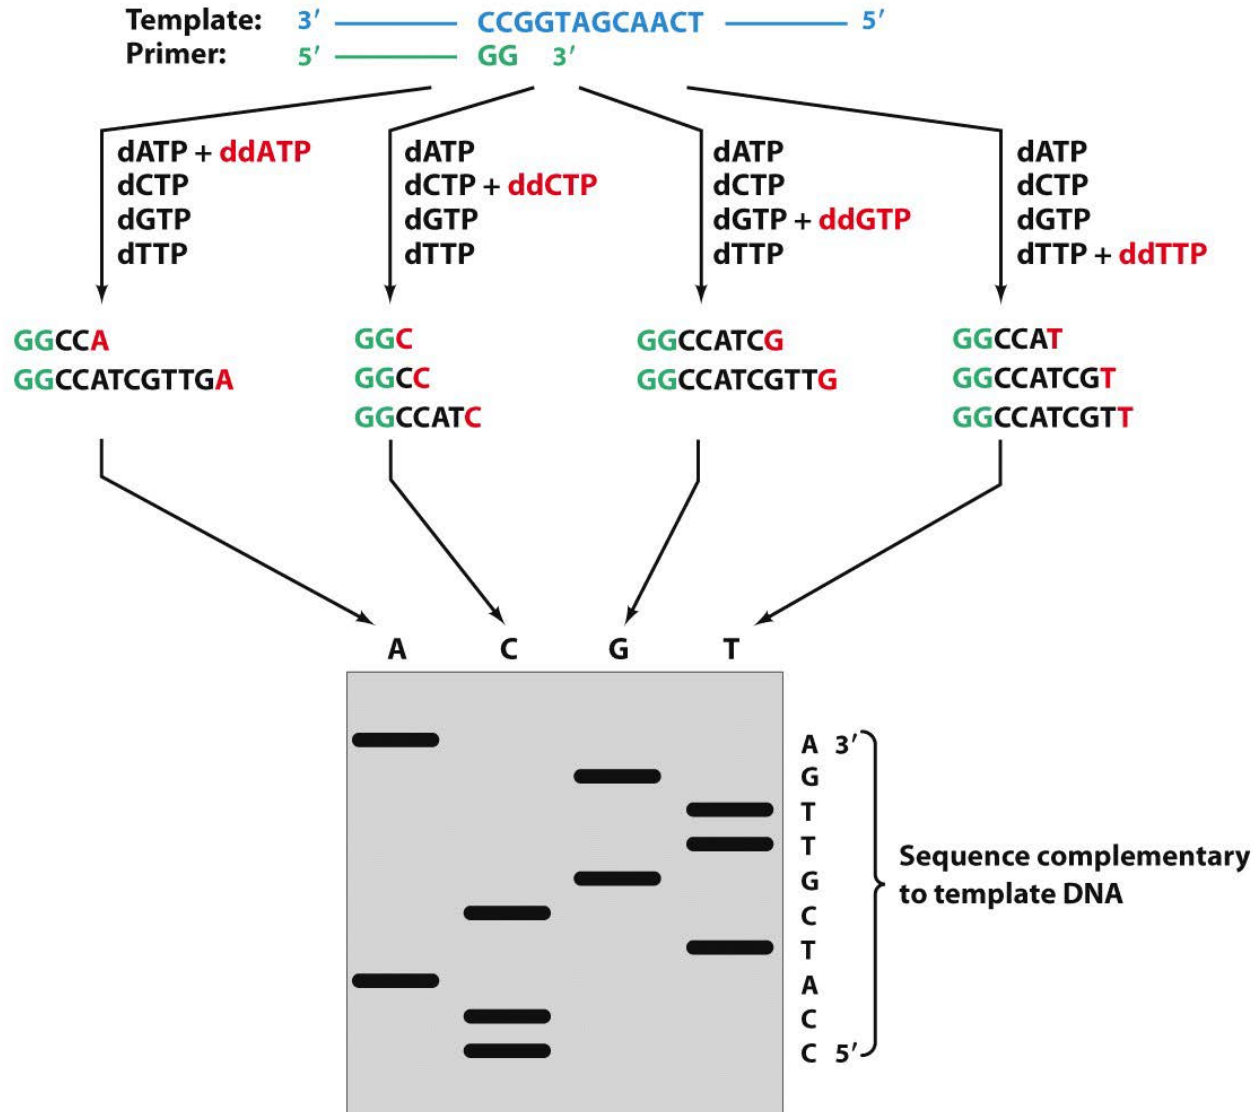 Template: 3′ CCGGTAGCAACT 5′
Primer: 5′ GG 3′
dATP + ddATP
dCTP
dGTP
dTTP
dATP
dCTP + ddCTP
dGTP
dTTP
dATP
dCTP
dGTP + ddGTP
dTTP
dATP
dCTP
dGTP
dTTP + ddTTP
GGCCA
GGCCATCGTTGA
GGC
GGCC
GGCCATC
GGCCATCG
GGCCATCGTTG
GGCCAT
GGCCATCGT
GGCCATCGTT
A C G T
A 3′
G
T
T
G
C
T
A
C
C 5′
Sequence complementary
to template DNA